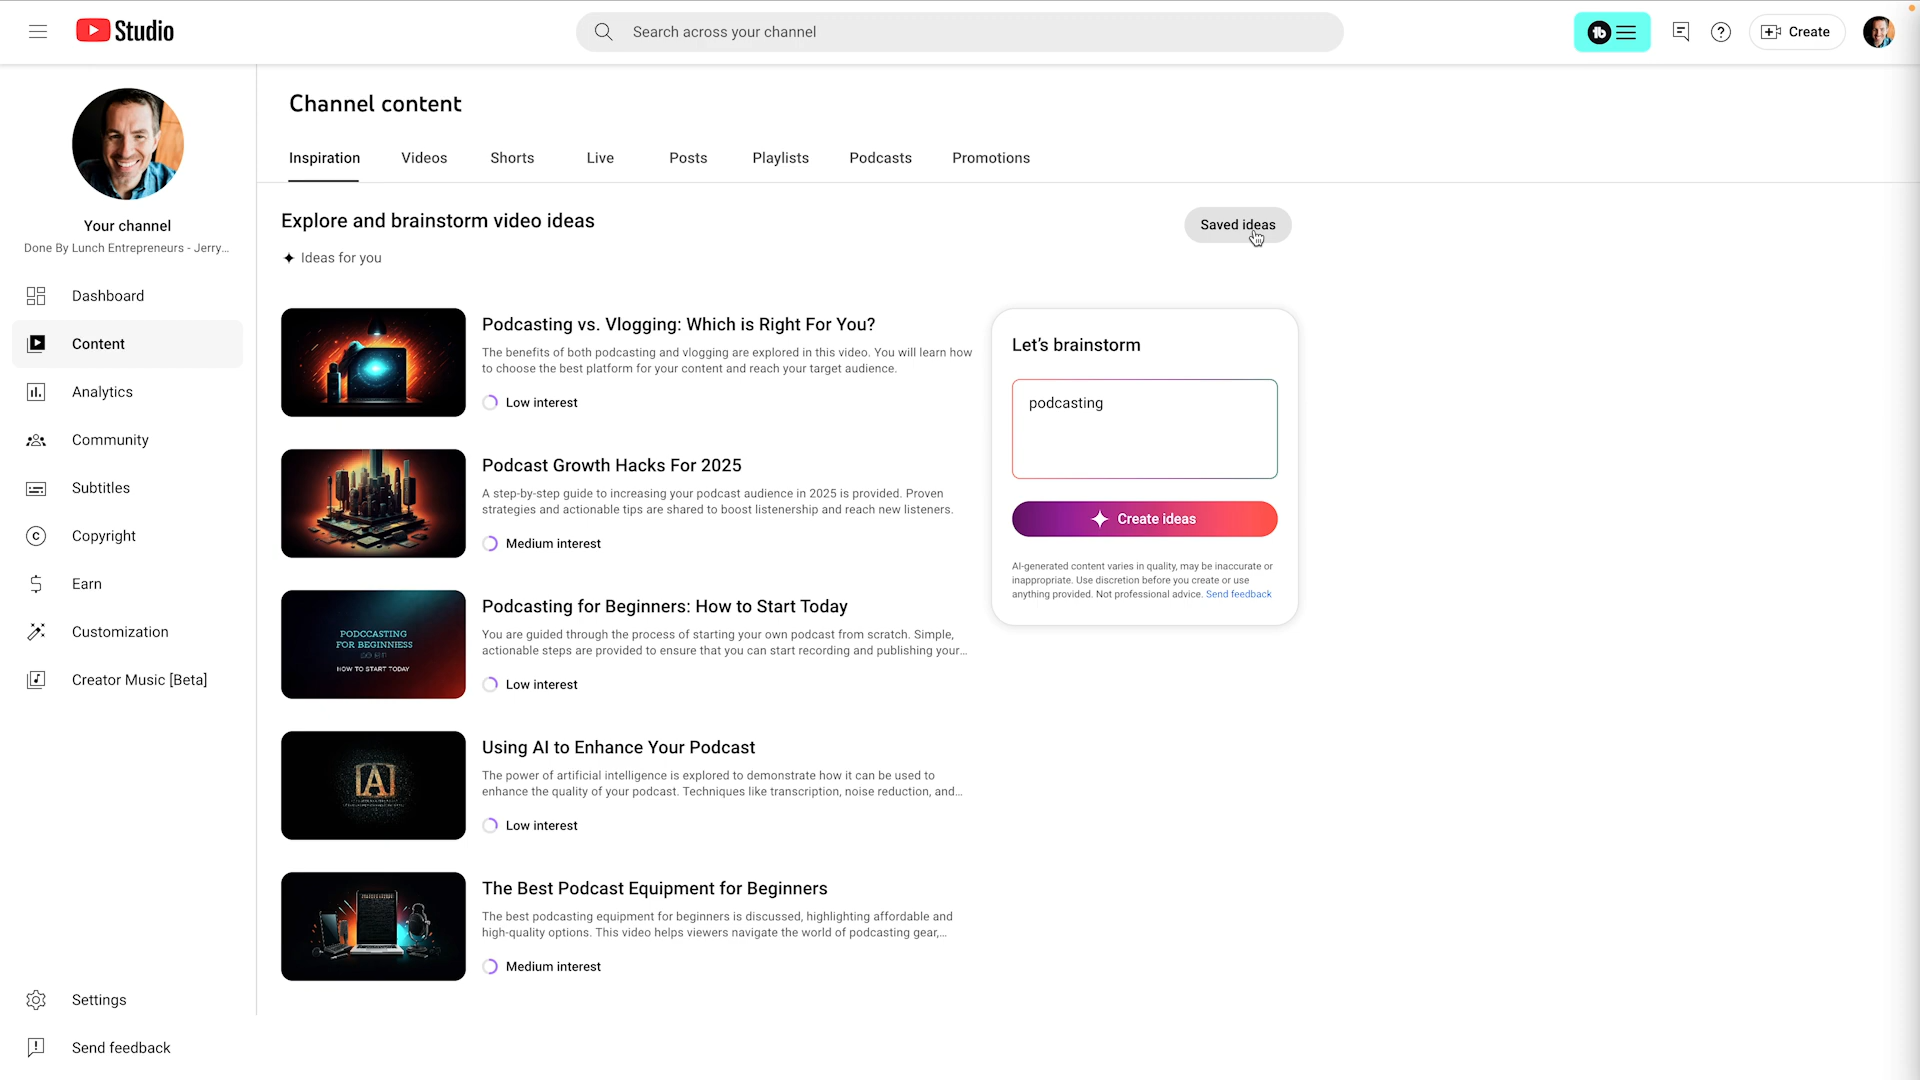 Studio
Search across your channel
Create
Your channel
Done By Lunch Entrepreneurs - Jerry...
Dashboard
Content
Analytics
Community
Subtitles
Copyright
Earn
Customization
Creator Music [Beta]
Settings
Send feedback
Channel content
Inspiration Videos Shorts Live Posts Playlists Podcasts Promotions
Explore and brainstorm video ideas
Saved ideas
Ideas for you
Podcasting vs. Vlogging: Which is Right For You?
The benefits of both podcasting and vlogging are explored in this video. You will learn how
to choose the best platform for your content and reach your target audience.
Low interest
Podcast Growth Hacks For 2025
A step-by-step guide to increasing your podcast audience in 2025 is provided. Proven
strategies and actionable tips are shared to boost listenership and reach new listeners.
Medium interest
PODCCASTING
FOR BEGINNIESS
HOW TO START TODAY
Podcasting for Beginners: How to Start Today
You are guided through the process of starting your own podcast from scratch. Simple,
actionable steps are provided to ensure that you can start recording and publishing your...
Low interest
A
Using AI to Enhance Your Podcast
The power of artificial intelligence is explored to demonstrate how it can be used to
enhance the quality of your podcast. Techniques like transcription, noise reduction, and...
Low interest
The Best Podcast Equipment for Beginners
The best podcasting equipment for beginners is discussed, highlighting affordable and
high-quality options. This video helps viewers navigate the world of podcasting gear,...
Medium interest
Let's brainstorm
podcasting
Create ideas
AI-generated content varies in quality, may be inaccurate or
inappropriate. Use discretion before you create or use
anything provided. Not professional advice. Send feedback